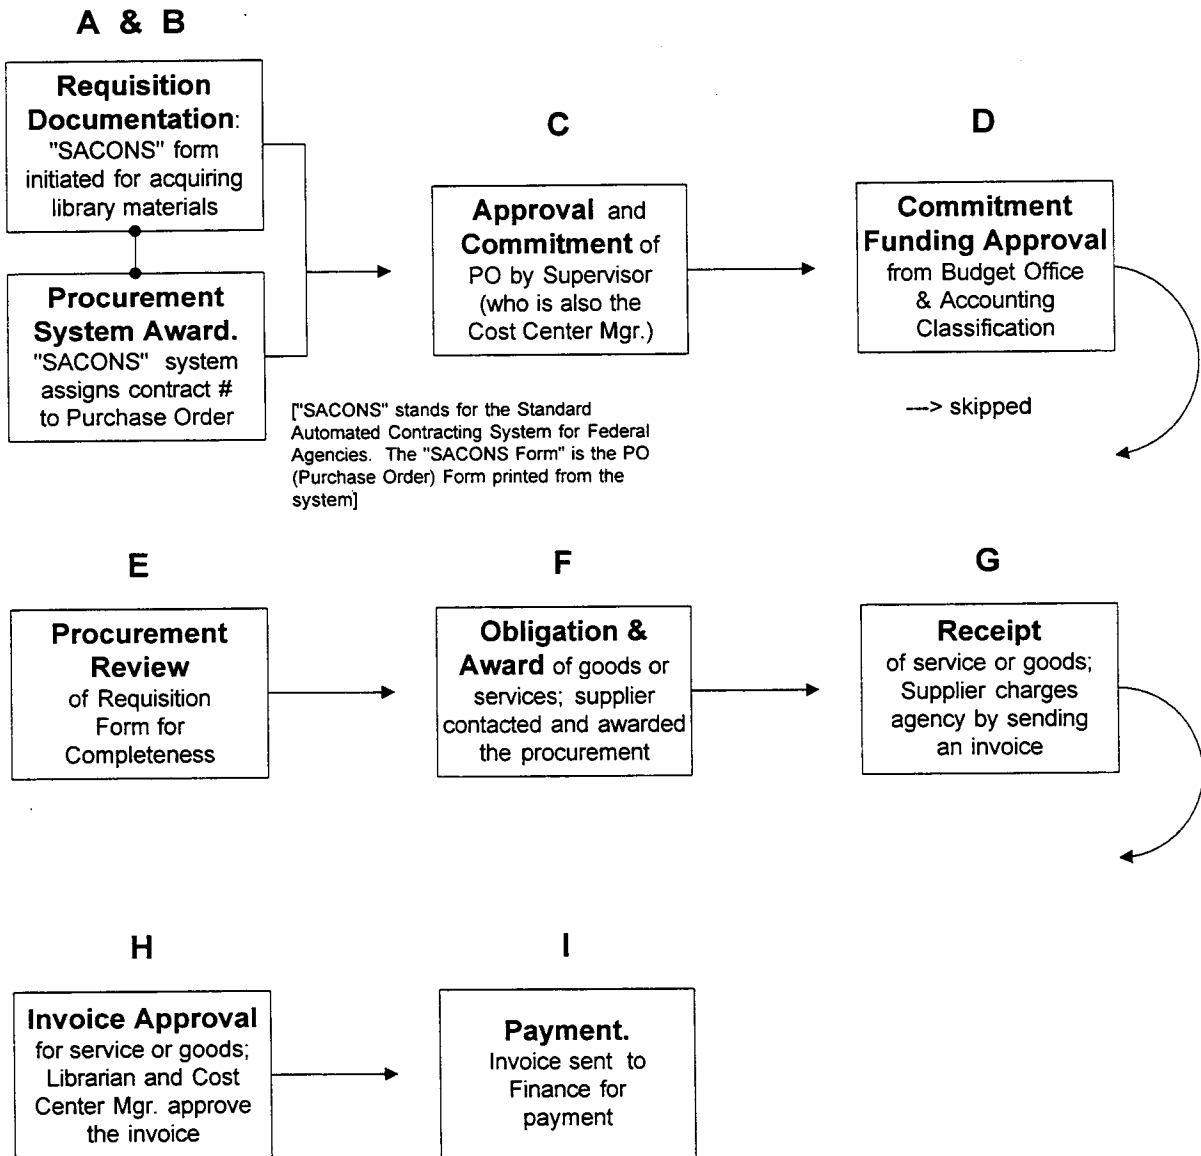 A & B
Requisition
Documentation:
"SACONS" form
initiated for acquiring
library materials
Procurement
System Award.
"SACONS" system
assigns contract #
to Purchase Order
C
Approval and
Commitment of
PO by Supervisor
(who is also the
Cost Center Mgr.)
["SACONS" stands for the Standard
Automated Contracting System for Federal
Agencies. The "SACONS Form" is the PO
(Purchase Order) Form printed from the
system]
D
Commitment
Funding Approval
from Budget Office
& Accounting
Classification
---> skipped
E
Procurement
Review
of Requisition
Form for
Completeness
F
Obligation &
Award of goods or
services; supplier
contacted and awarded
the procurement
G
Receipt
of service or goods;
Supplier charges
agency by sending
an invoice
H
Invoice Approval
for service or goods;
Librarian and Cost
Center Mgr. approve
the invoice
I
Payment.
Invoice sent to
Finance for
payment